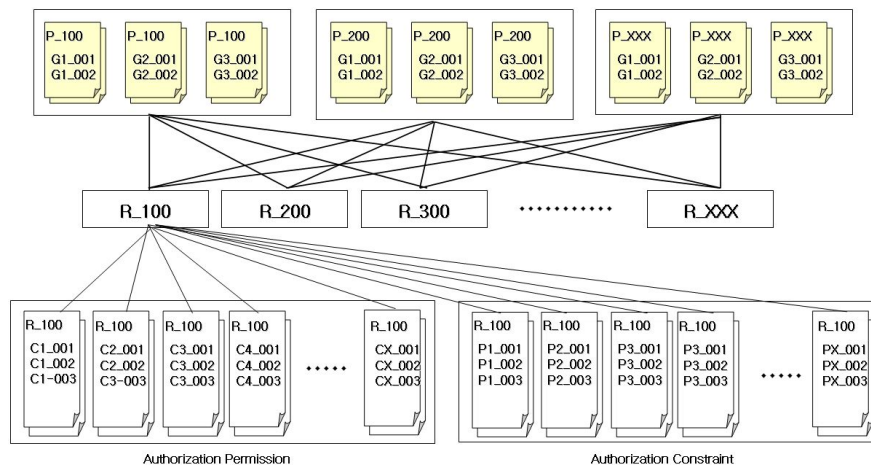 P_100
G1_001
G1_002
P_100
G2_001
G2_002
P_100
G3_001
G3_002
P_200
G1_001
G1_002
P_200
G2_001
G2_002
P_200
G3_001
G3_002
P_XXX
G1_001
G1_002
P_XXX
G2_001
G2_002
P_XXX
G3_001
G3_002
R_100
R_200
R_300
R_XXX
R_100
C1_001
C1_002
C1-003
R_100
C2_001
C2_002
C3-003
R_100
C3_001
C3_002
C3_003
R_100
C4_001
C4_002
C4_003
R_100
CX_001
CX_002
CX_003
R_100
P1_001
P1_002
P1_003
R_100
P2_001
P2_002
P2_003
R_100
P3_001
P3_002
P3_003
R_100
P3_001
P3_002
P3_003
R_100
PX_001
PX_002
PX_003
Authorization Permission
Authorization Constraint